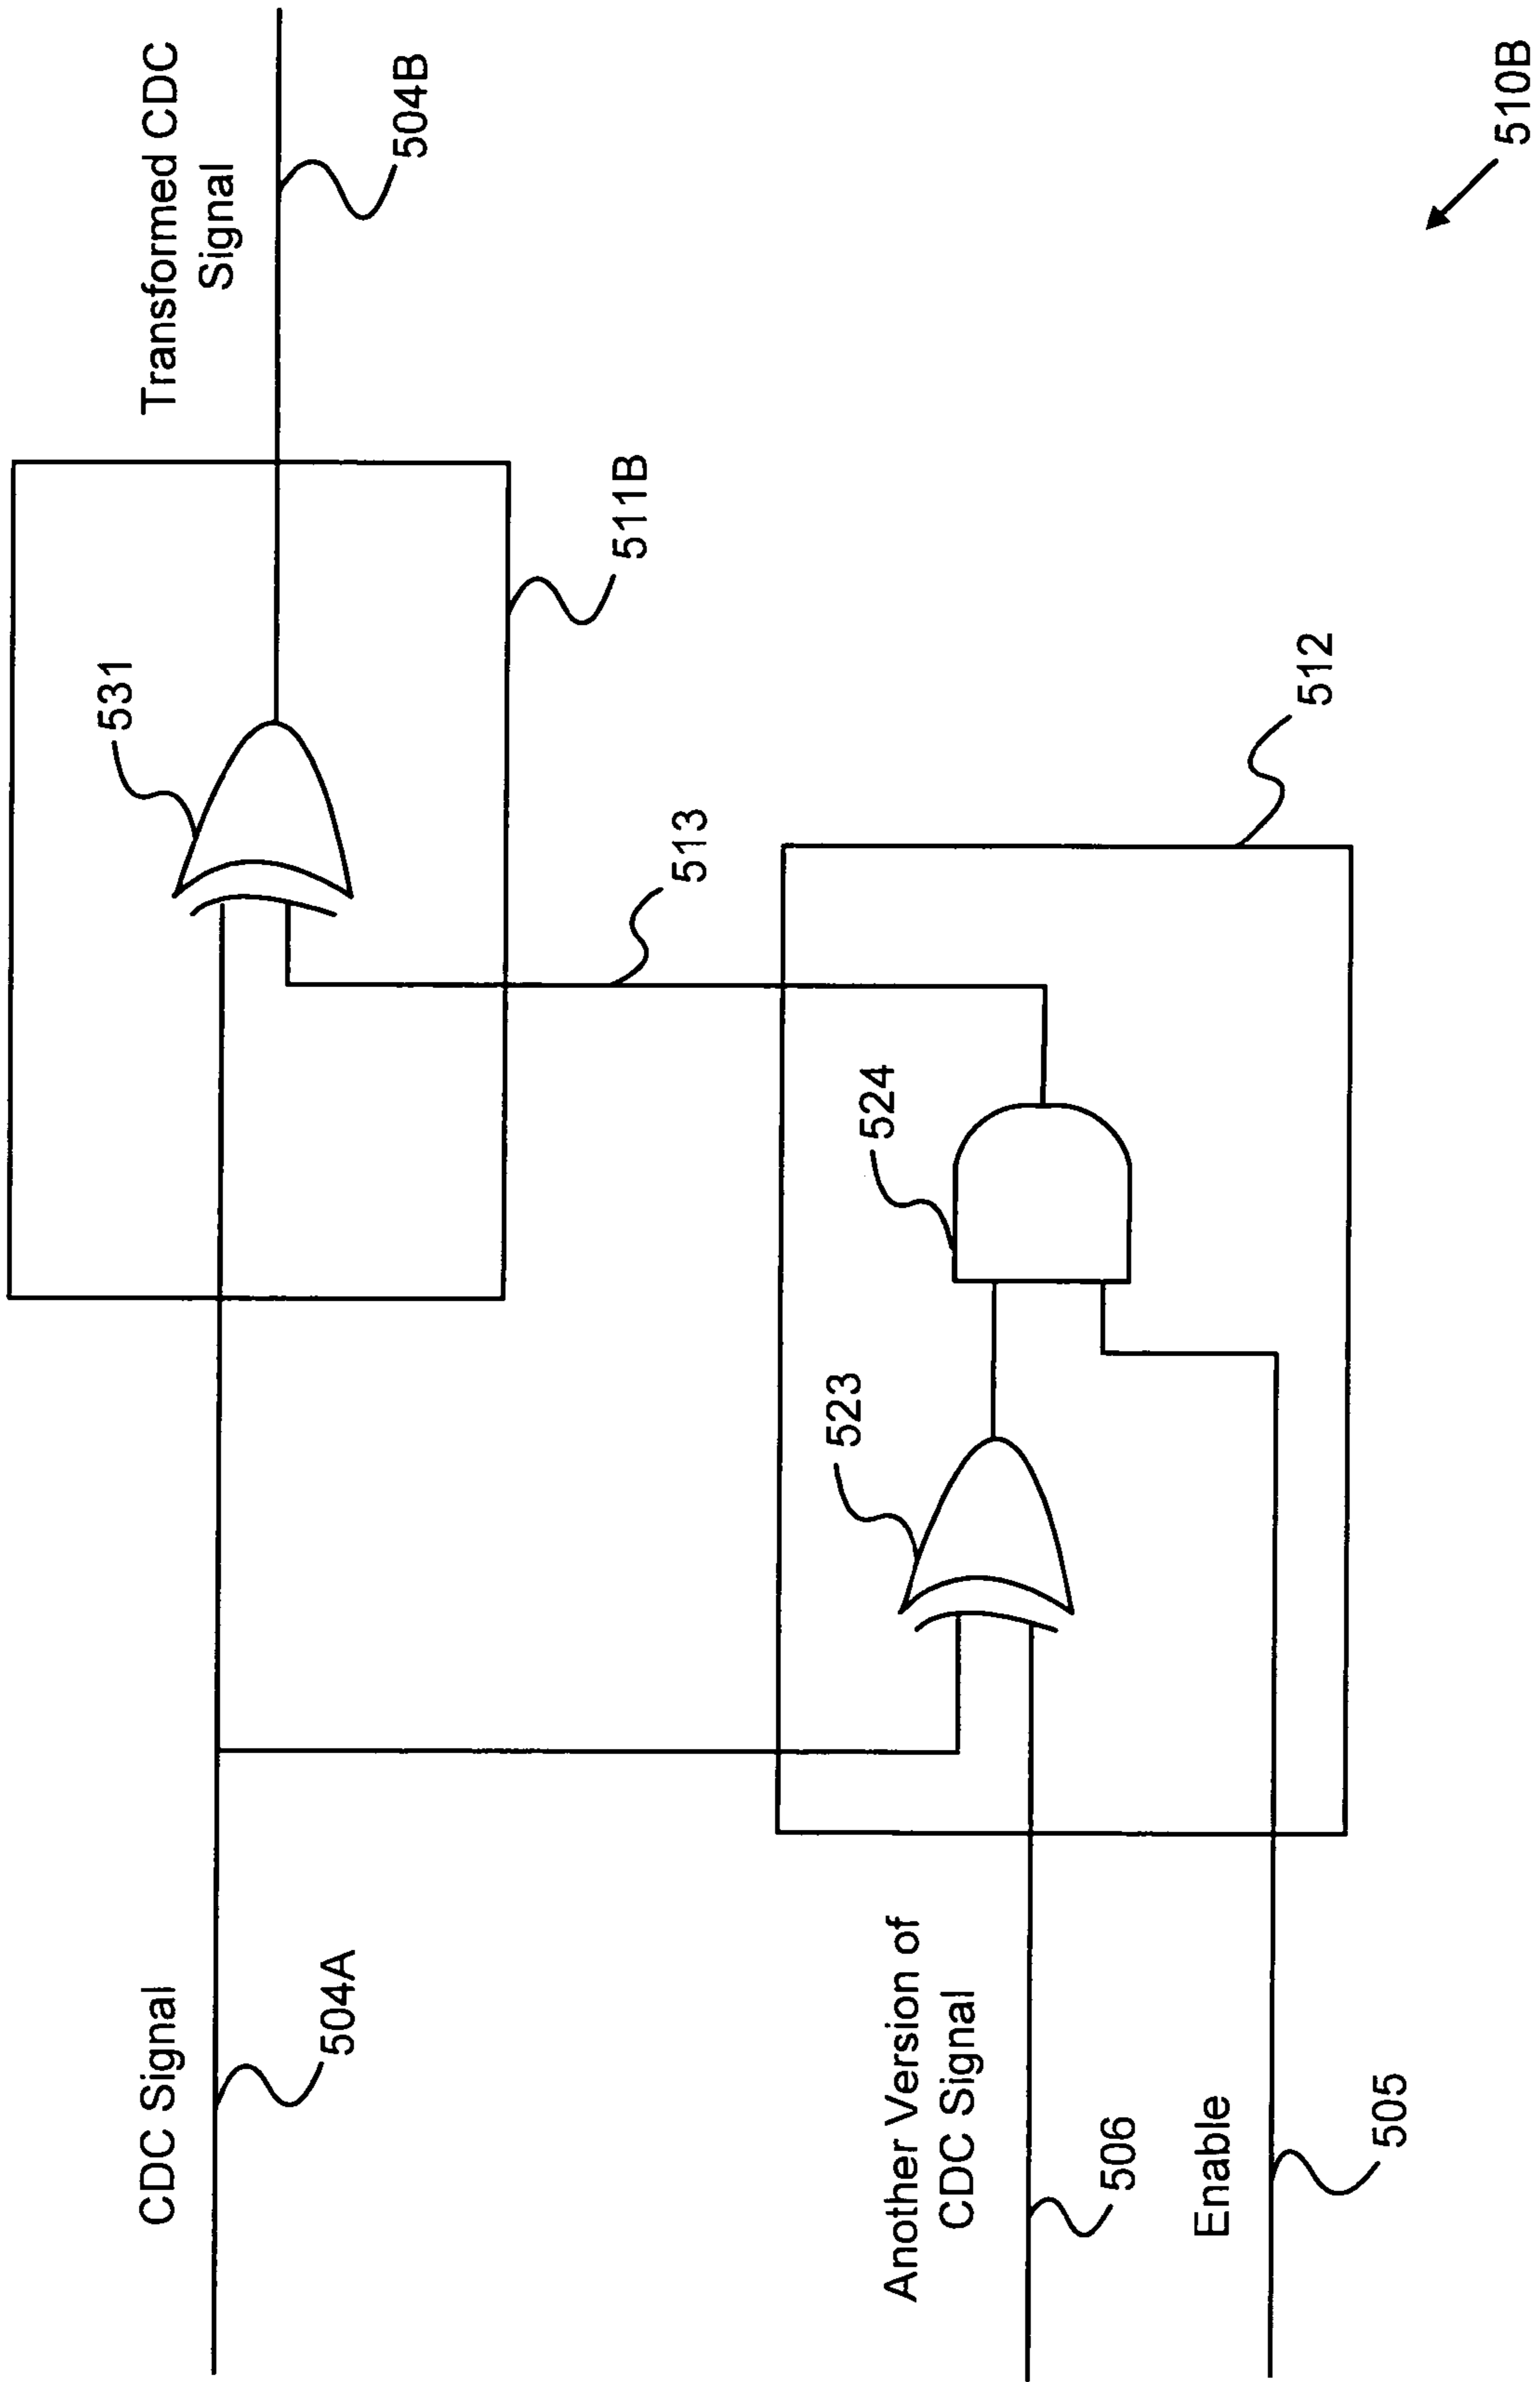 Transformed CDC
Signal
504B
531
511B
513
CDC Signal
504A
524
523
512
Another Version of
CDC Signal
506
Enable
505
510B